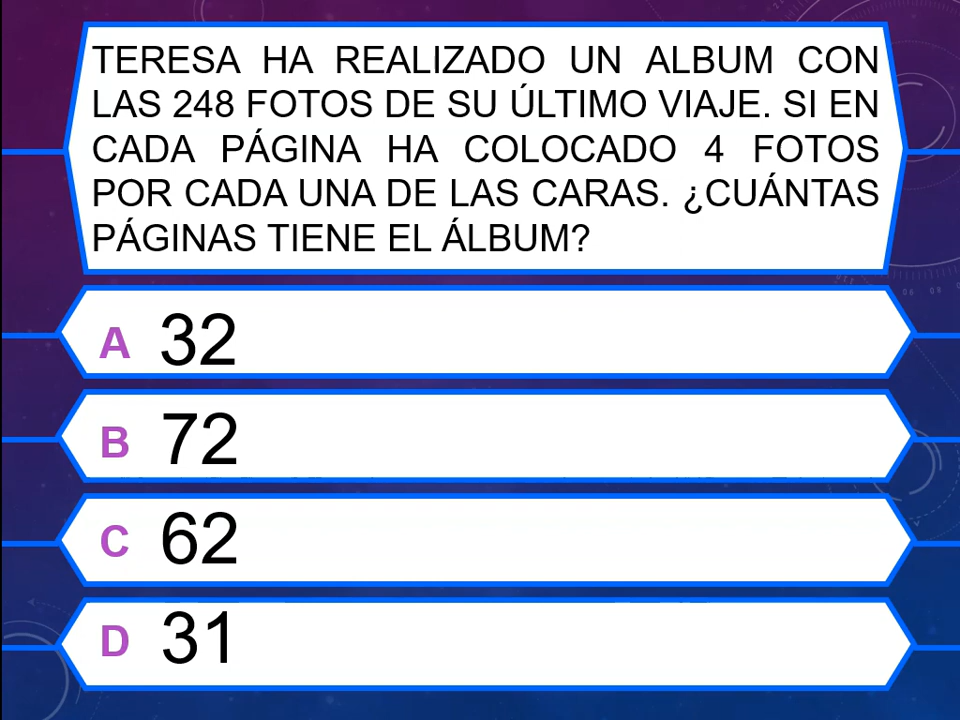 TERESA HA REALIZADO UN ALBUM CON
LAS 248 FOTOS DE SU ÚLTIMO VIAJE. SI EN
CADA PÁGINA HA COLOCADO 4 FOTOS
POR CADA UNA DE LAS CARAS. ¿CUÁNTAS
PÁGINAS TIENE EL ÁLBUM?
A 32
B 72
C 62
D 31